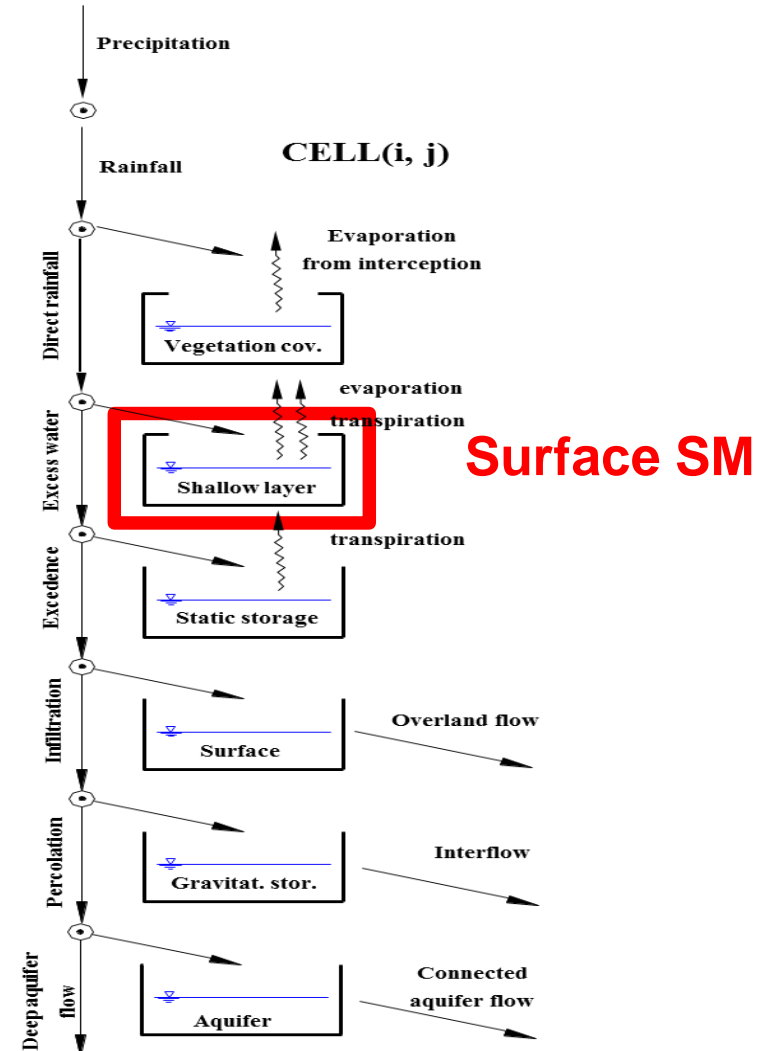 Precipitation
CELL(i, j)
Rainfall
Evaporation
from interception
Direct rainfall
Vegetation cov.
evaporation
transpiration
Excess water
Surface SM
Shallow layer
transpiration
Excedence
Static storage
Infiltration
Overland flow
Surface
Percolation
Interflow
Gravitat. stor.
Deep aquifer
flow
Connected
aquifer flow
Aquifer